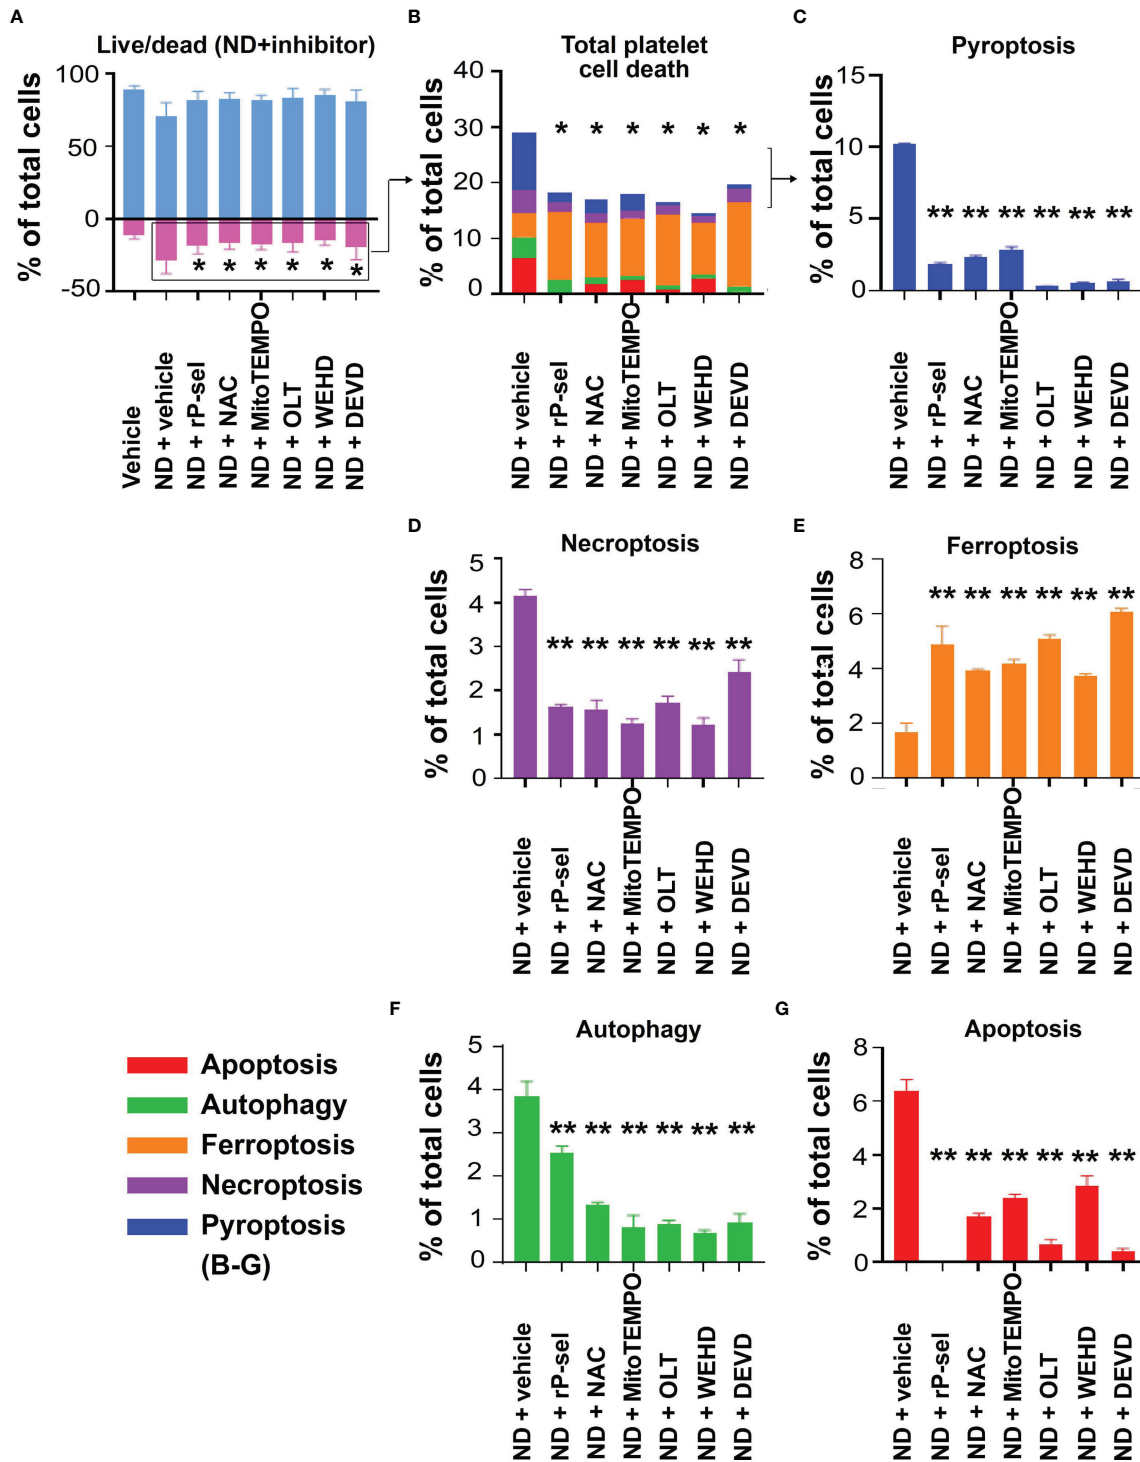 A
Live/dead (ND+inhibitor)
% of total cells
100
50
0
-50
* * * * * *
Vehicle
ND + vehicle
ND + rP-sel
ND + NAC
ND + MitoTEMPO
ND + OLT
ND + WEHD
ND + DEVD
B
Total platelet
cell death
% of total cells
40
30
20
10
0
* * * * * *
ND + vehicle
ND + rP-sel
ND + NAC
ND + MitoTEMPO
ND + OLT
ND + WEHD
ND + DEVD
C
Pyroptosis
% of total cells
15
10
5
0
** ** ** ** ** **
ND + vehicle
ND + rP-sel
ND + NAC
ND + MitoTEMPO
ND + OLT
ND + WEHD
ND + DEVD
D
Necroptosis
% of total cells
5
4
3
2
1
0
** ** ** ** ** **
ND + vehicle
ND + rP-sel
ND + NAC
ND + MitoTEMPO
ND + OLT
ND + WEHD
ND + DEVD
E
Ferroptosis
% of total cells
8
6
4
2
0
** ** ** ** ** **
ND + vehicle
ND + rP-sel
ND + NAC
ND + MitoTEMPO
ND + OLT
ND + WEHD
ND + DEVD
Apoptosis
Autophagy
Ferroptosis
Necroptosis
Pyroptosis
(B-G)
F
Autophagy
% of total cells
5
4
3
2
1
0
** ** ** ** ** **
ND + vehicle
ND + rP-sel
ND + NAC
ND + MitoTEMPO
ND + OLT
ND + WEHD
ND + DEVD
G
Apoptosis
% of total cells
8
6
4
2
0
** ** ** ** ** **
ND + vehicle
ND + rP-sel
ND + NAC
ND + MitoTEMPO
ND + OLT
ND + WEHD
ND + DEVD